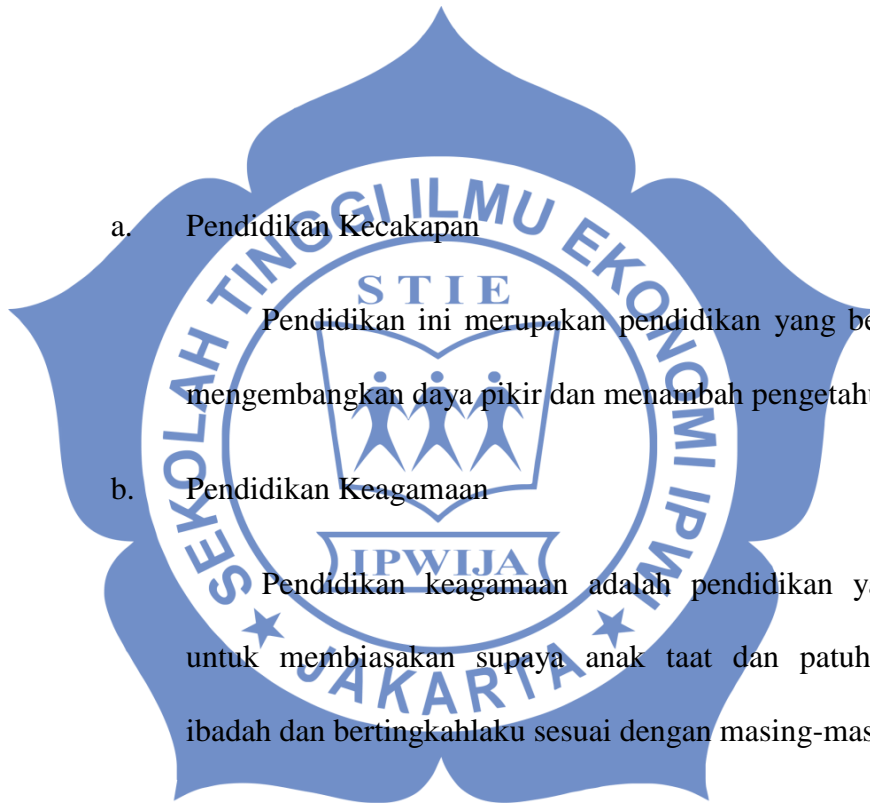 a. Pendidikan Kecakapan
Pendidikan ini merupakan pendidikan yang
mengembangkan daya pikir dan menambah
b. Pendidikan Keagamaan
Pendidikan keagamaan adalah pendidikan
untuk membiasakan supaya anak taat dan patuh
ibadah dan bertingkahlaku sesuai dengan
SEKOLAH TINGGI ILMU EKONOMI IPWI
STIE
IPWIJA
JAKARTA